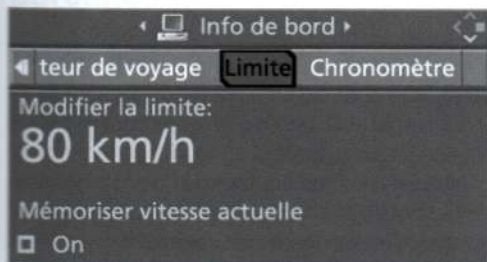 Info de bord
teur de voyage Limite Chronomètre
Modifier la limite:
80 km/h
Mémoriser vitesse actuelle
On